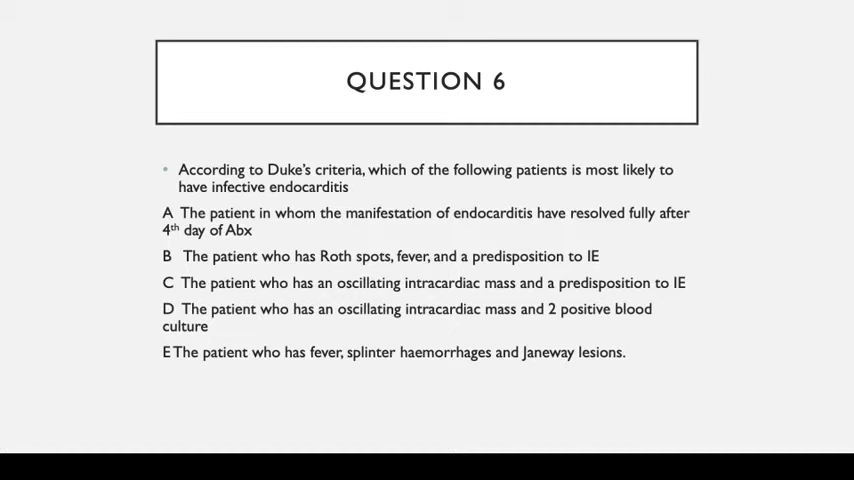 QUESTION 6
• According to Duke's criteria, which of the following patients is most likely to
have infective endocarditis
A The patient in whom the manifestation of endocarditis have resolved fully after
4th day of Abx
B The patient who has Roth spots, fever, and a predisposition to IE
C The patient who has an oscillating intracardiac mass and a predisposition to IE
D The patient who has an oscillating intracardiac mass and 2 positive blood
culture
E The patient who has fever, splinter haemorrhages and Janeway lesions.